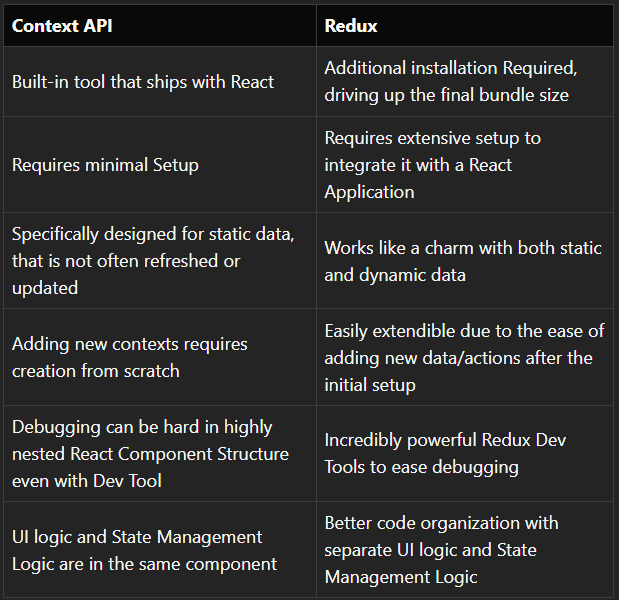 Context API
Redux
Built-in tool that ships with React
Additional installation Required,
driving up the final bundle size
Requires minimal Setup
Requires extensive setup to
integrate it with a React
Application
Specifically designed for static data,
that is not often refreshed or
updated
Works like a charm with both static
and dynamic data
Adding new contexts requires
creation from scratch
Easily extendible due to the ease of
adding new data/actions after the
initial setup
Debugging can be hard in highly
nested React Component Structure
even with Dev Tool
Incredibly powerful Redux Dev
Tools to ease debugging
UI logic and State Management
Logic are in the same component
Better code organization with
separate UI logic and State
Management Logic